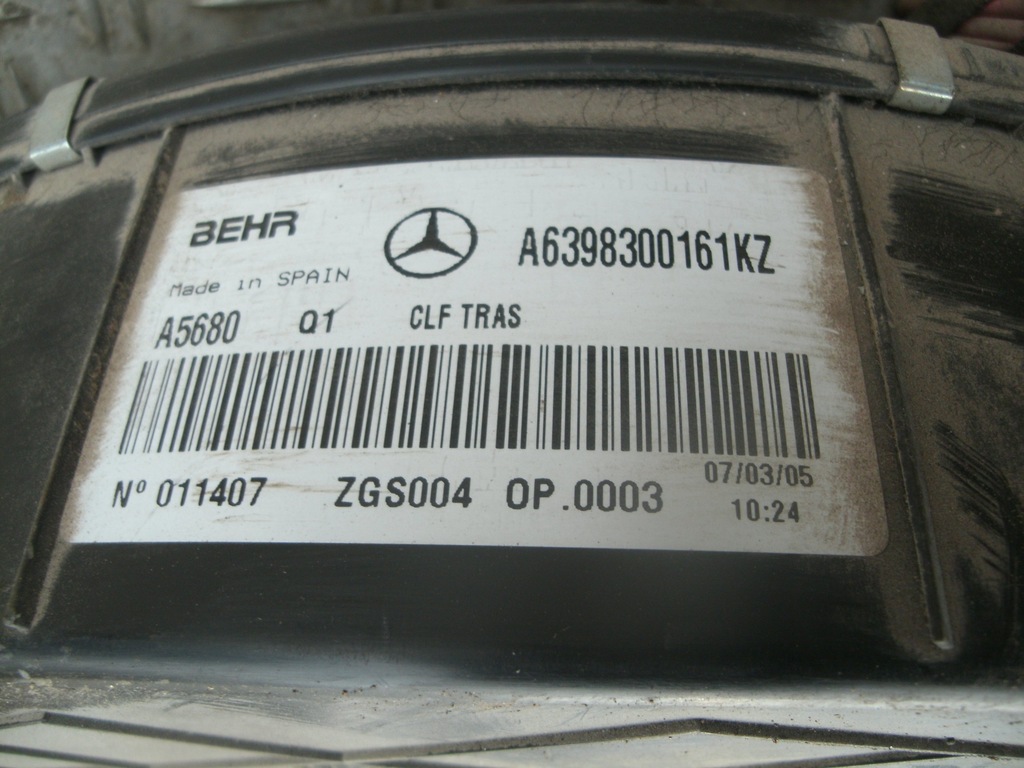 BEHR A6398300161KZ
Made in SPAIN
A5680 Q1 CLF TRAS
07/03/05
Nº 011407 ZGS004 OP.0003
10:24